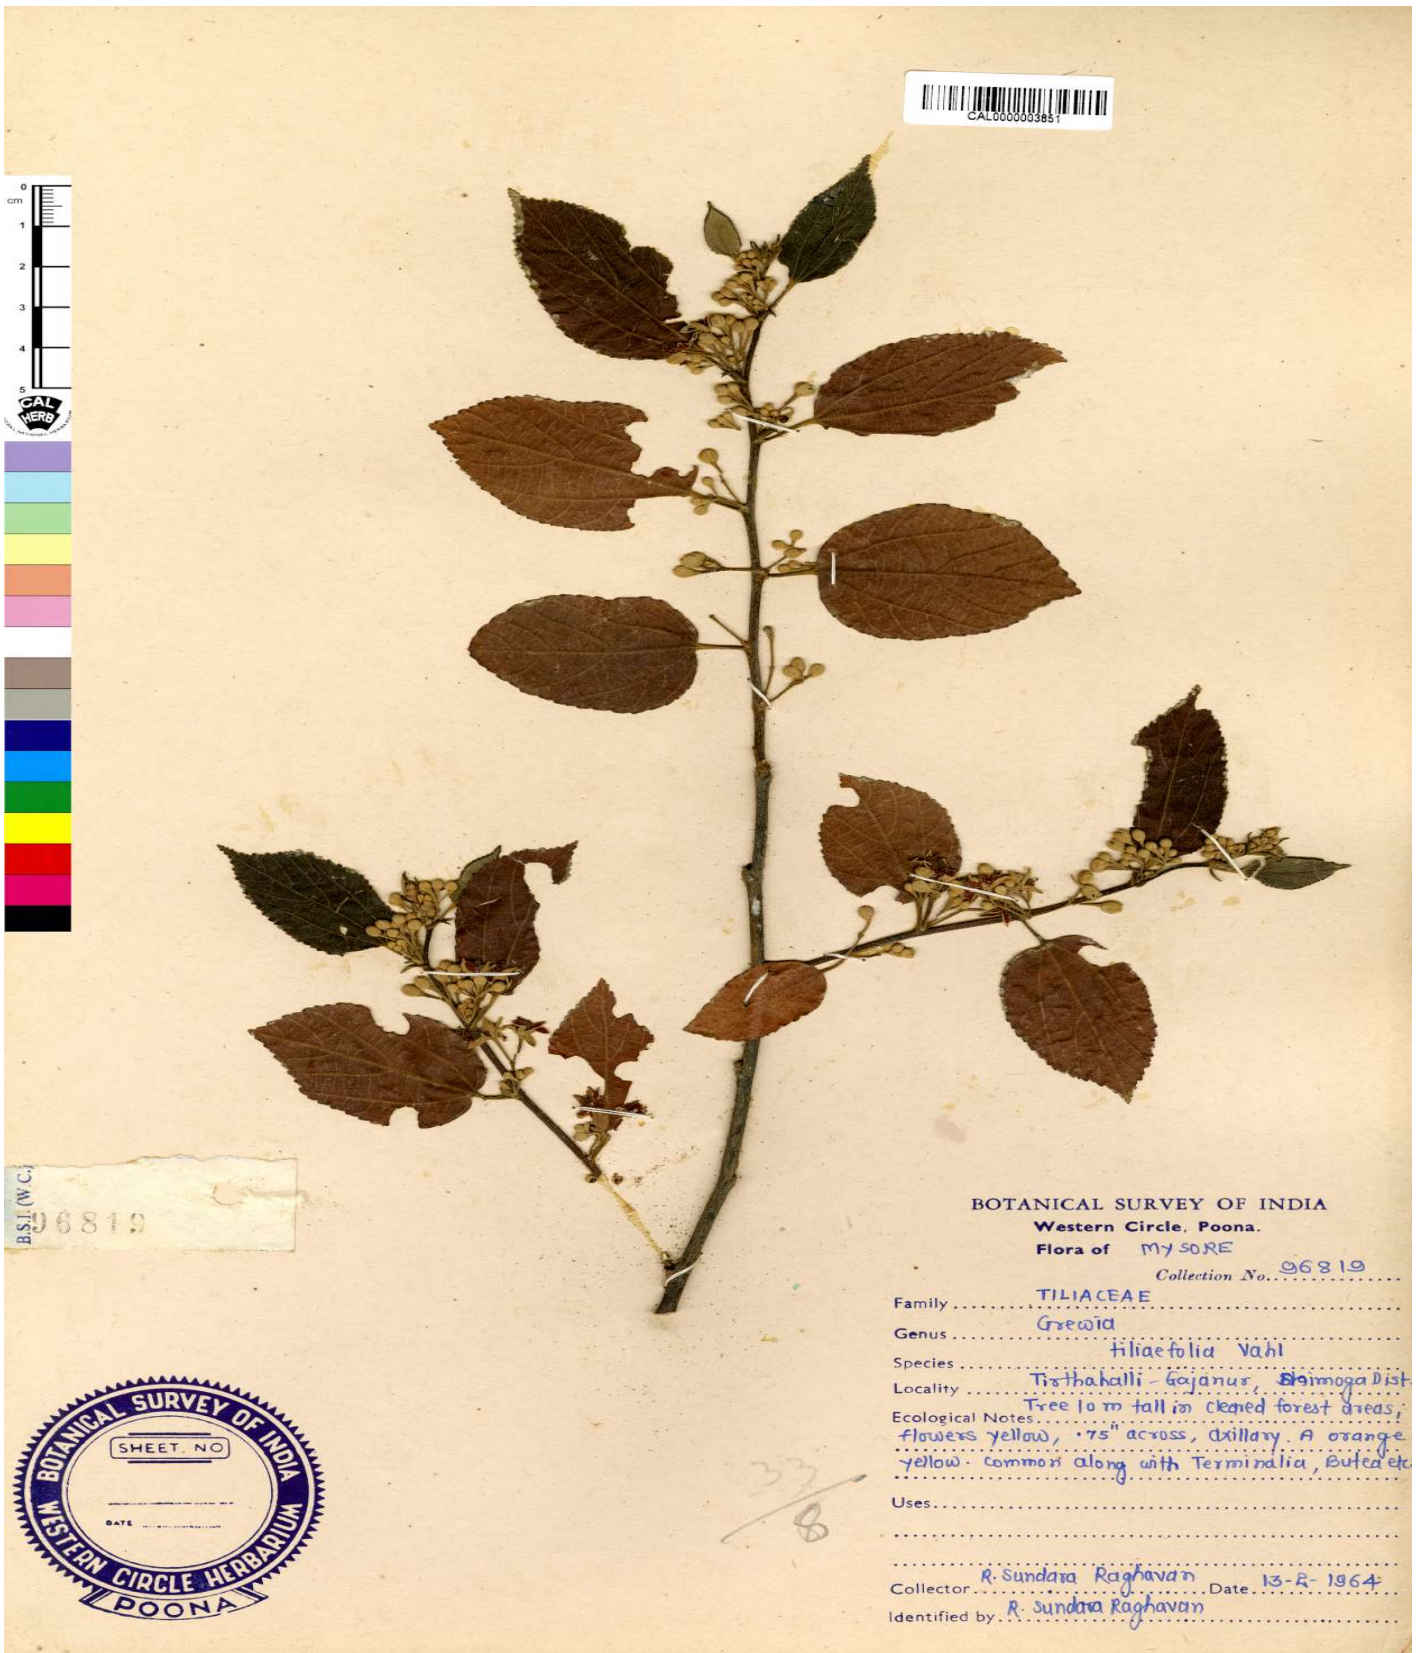 CAL0000003851
0
cm
1
2
3
4
5
CAL
HERB
B.S.I. (W.C.)
96819
BOTANICAL SURVEY OF INDIA
Western Circle, Poona.
Flora of MYSORE
Collection No. 96819
Family TILIACEAE
Genus Grewia
Species tiliaefolia Vahl
Locality Tirthahalli - Gajanur, Shimoga Dist.
Ecological Notes Tree 10 m tall in cleared forest areas;
flowers yellow, .75" across, axillary. A orange
yellow. common along with Terminalia, Butea etc.
Uses
Collector R. Sundara Raghavan Date 13-2-1964
Identified by R. Sundara Raghavan
33/8
BOTANICAL SURVEY OF INDIA
SHEET. NO
DATE
WESTERN CIRCLE HERBARIUM
POONA